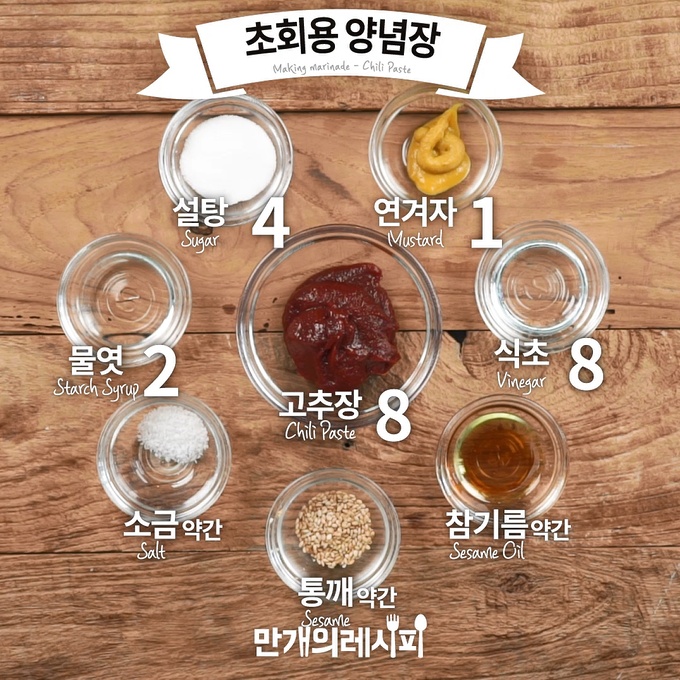 초회용 양념장
Making marinade - Chili Paste
설탕 4
Sugar
연겨자 1
Mustard
물엿 2
Starch Syrup
고추장 8
Chili Paste
식초 8
Vinegar
소금 약간
Salt
참기름 약간
Sesame Oil
통깨 약간
Sesame
만개의레시피